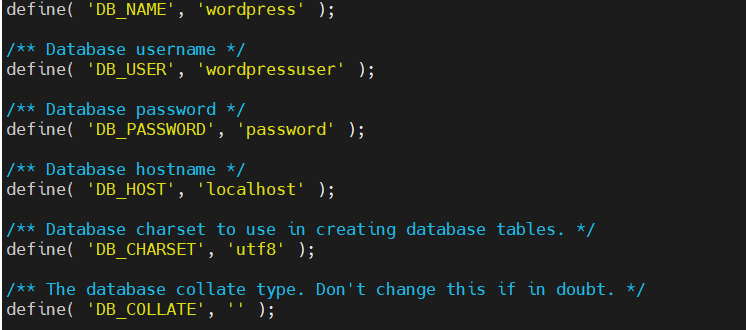 define( 'DB_NAME', 'wordpress' );
/** Database username */
define( 'DB_USER', 'wordpressuser' );
/** Database password */
define( 'DB_PASSWORD', 'password' );
/** Database hostname */
define( 'DB_HOST', 'localhost' );
/** Database charset to use in creating database tables. */
define( 'DB_CHARSET', 'utf8' );
/** The database collate type. Don't change this if in doubt. */
define( 'DB_COLLATE', '' );